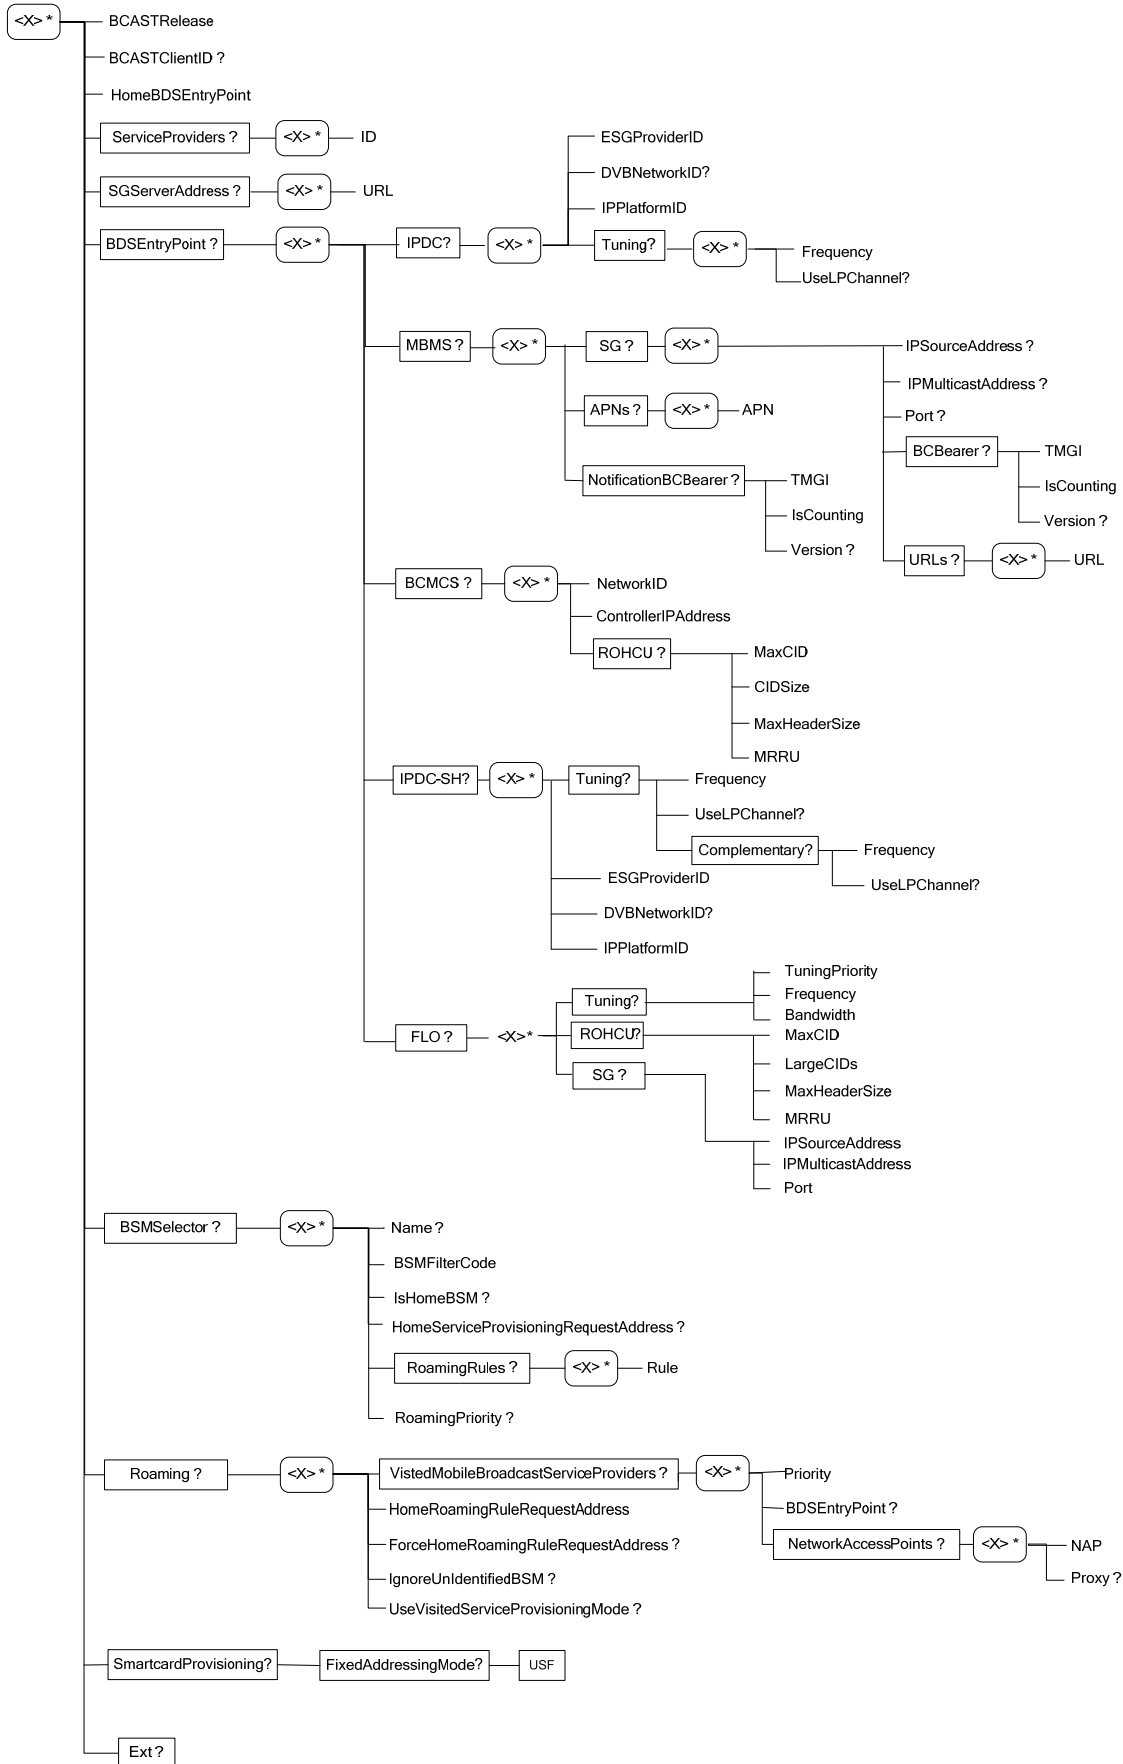 <X> *
BCASTRelease
BCASTClientID ?
HomeBDSEntryPoint
ServiceProviders ? <X> * ID
SGServerAddress ? <X> * URL
BDSEntryPoint ? <X> *
IPDC? <X> *
ESGProviderID
DVBNetworkID?
IPPlatformID
Tuning? <X> *
Frequency
UseLPChannel?
MBMS ? <X> *
SG ? <X> *
IPSourceAddress ?
IPMulticastAddress ?
Port ?
BCBearer ?
TMGI
IsCounting
Version ?
URLs ? <X> * URL
APNs ? <X> * APN
NotificationBCBearer ?
TMGI
IsCounting
Version ?
BCMCS ? <X> *
NetworkID
ControllerIPAddress
ROHCU ?
MaxCID
CIDSize
MaxHeaderSize
MRRU
IPDC-SH? <X> *
Tuning?
Frequency
UseLPChannel?
Complementary?
Frequency
UseLPChannel?
ESGProviderID
DVBNetworkID?
IPPlatformID
FLO ? <X> *
Tuning?
TuningPriority
Frequency
Bandwidth
ROHCU?
MaxCID
LargeCIDs
MaxHeaderSize
MRRU
SG ?
IPSourceAddress
IPMulticastAddress
Port
BSMSelector ? <X> *
Name ?
BSMFilterCode
IsHomeBSM ?
HomeServiceProvisioningRequestAddress ?
RoamingRules ? <X> * Rule
RoamingPriority ?
Roaming ? <X> *
VistedMobileBroadcastServiceProviders ? <X> *
Priority
BDSEntryPoint ?
NetworkAccessPoints ? <X> *
NAP
Proxy ?
HomeRoamingRuleRequestAddress
ForceHomeRoamingRuleRequestAddress ?
IgnoreUnIdentifiedBSM ?
UseVisitedServiceProvisioningMode ?
SmartcardProvisioning? FixedAddressingMode? USF
Ext ?